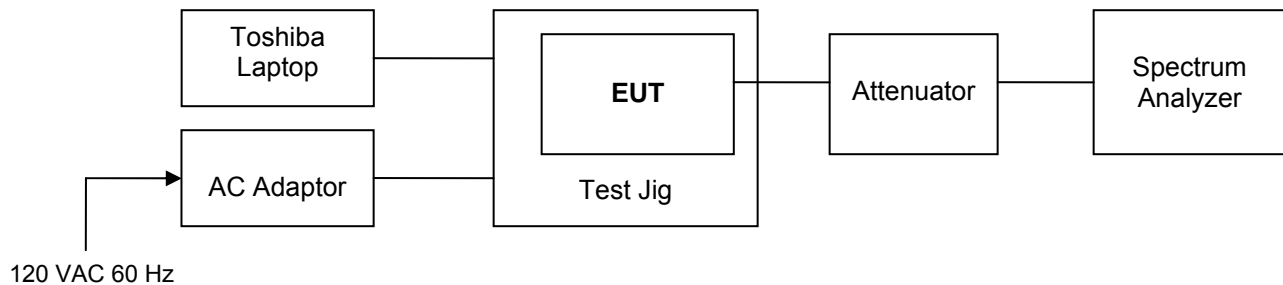 Toshiba
Laptop
EUT
Attenuator
Spectrum
Analyzer
AC Adaptor
Test Jig
120 VAC 60 Hz